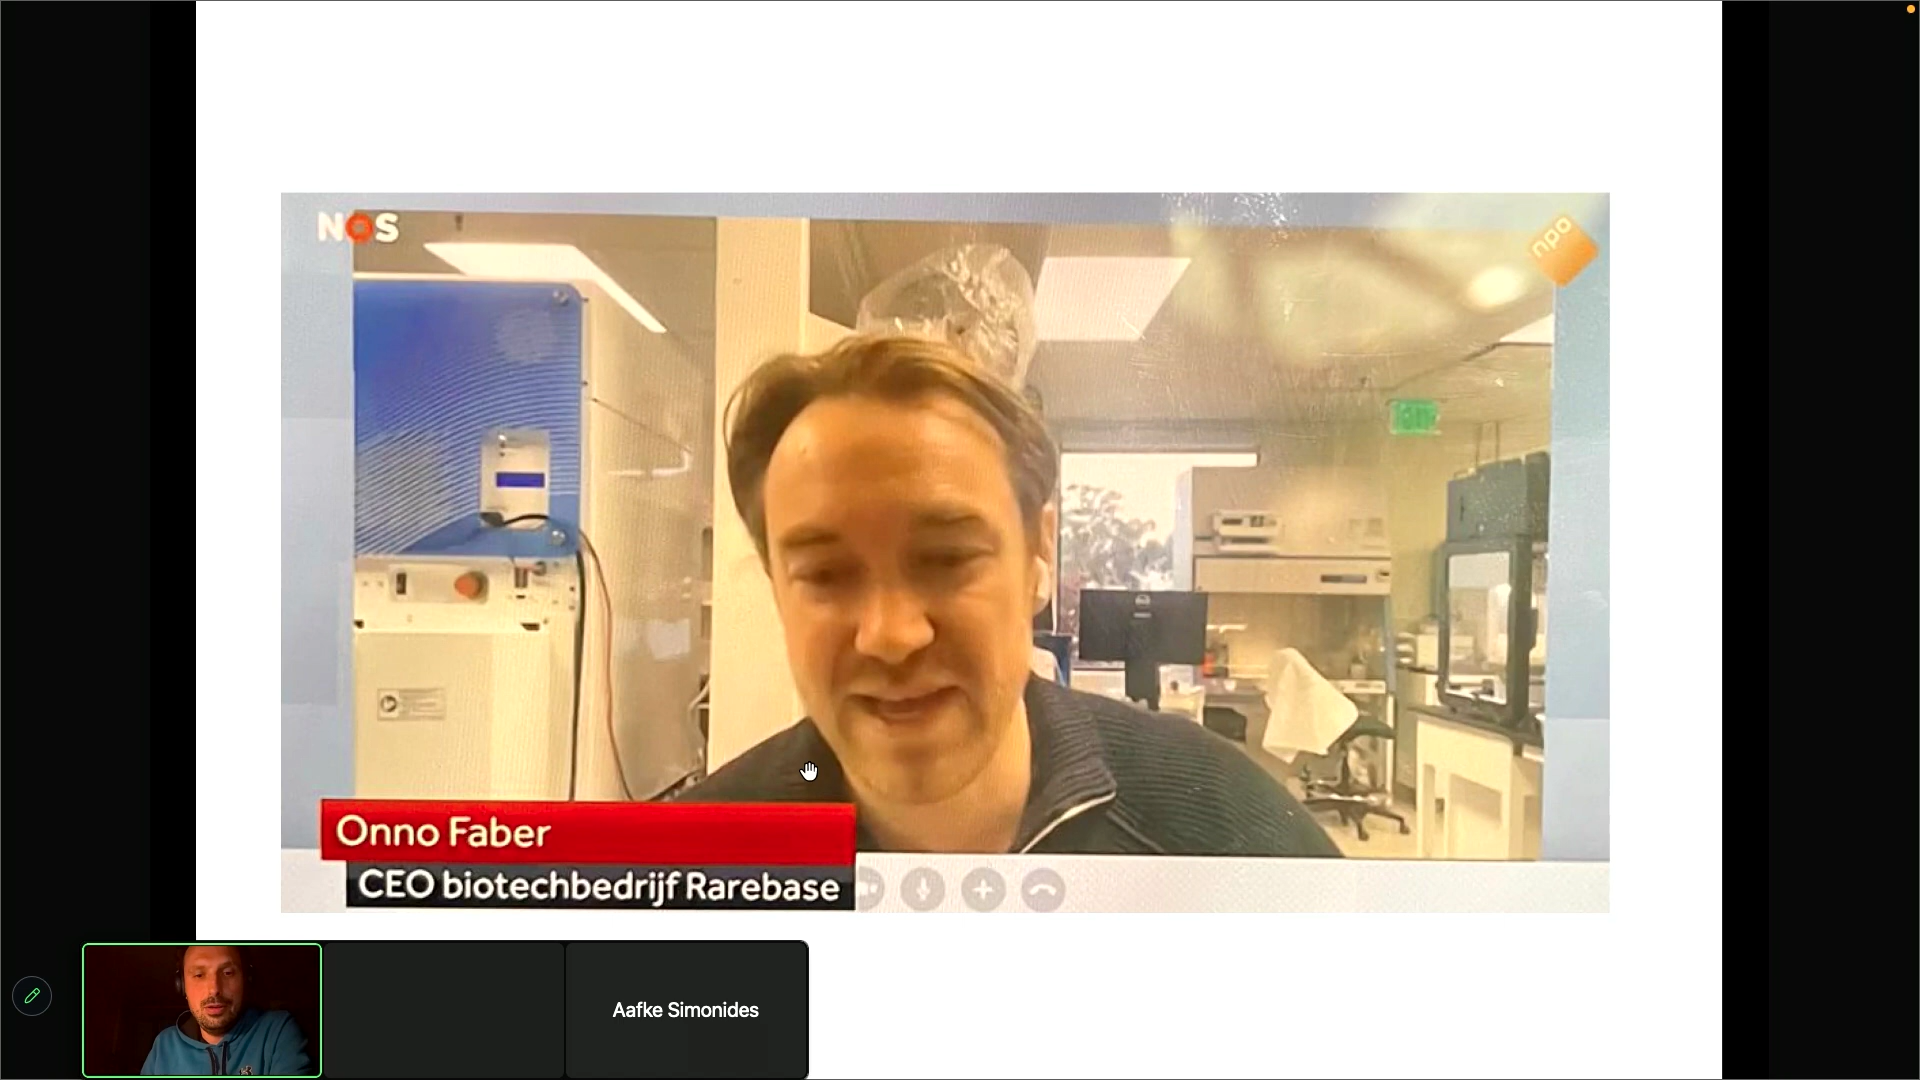 NOS
npo
Onno Faber
CEO biotechbedrijf Rarebase
Aafke Simonides